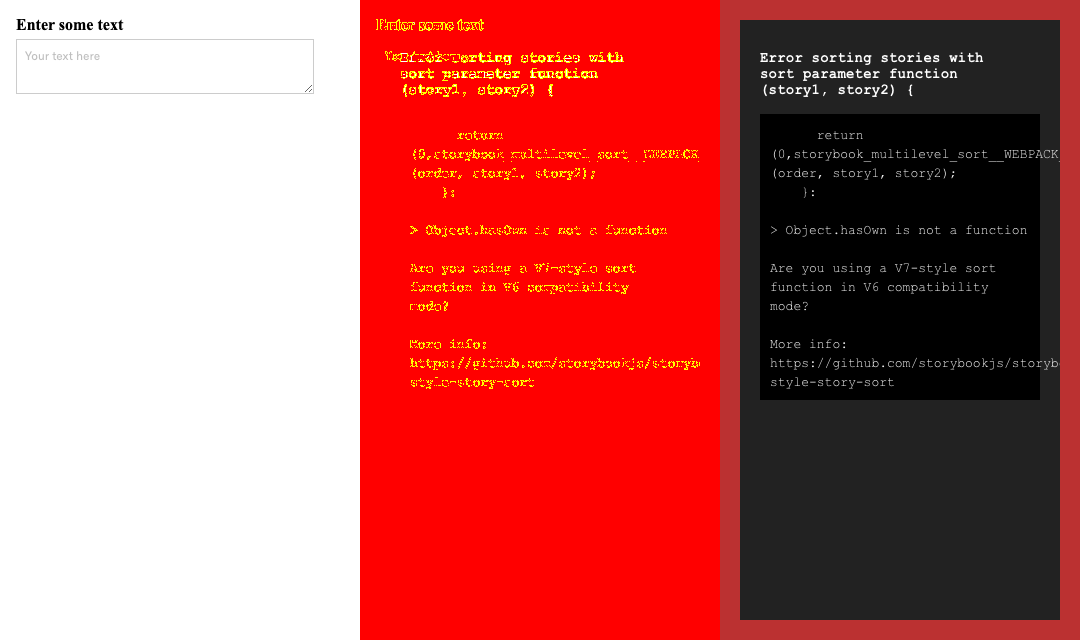 Enter some text
Your text here
Enter some text
Error sorting stories with
sort parameter function
(story1, story2) {
return
(0,storybook_multilevel_sort__WEBPACK
(order, story1, story2);
}:
> Object.hasOwn is not a function
Are you using a V7-style sort
function in V6 compatibility
mode?
More info:
https://github.com/storybookjs/storyb
style-story-sort
Error sorting stories with
sort parameter function
(story1, story2) {
return
(0,storybook_multilevel_sort__WEBPACK_
(order, story1, story2);
}:
> Object.hasOwn is not a function
Are you using a V7-style sort
function in V6 compatibility
mode?
More info:
https://github.com/storybookjs/storyb
style-story-sort